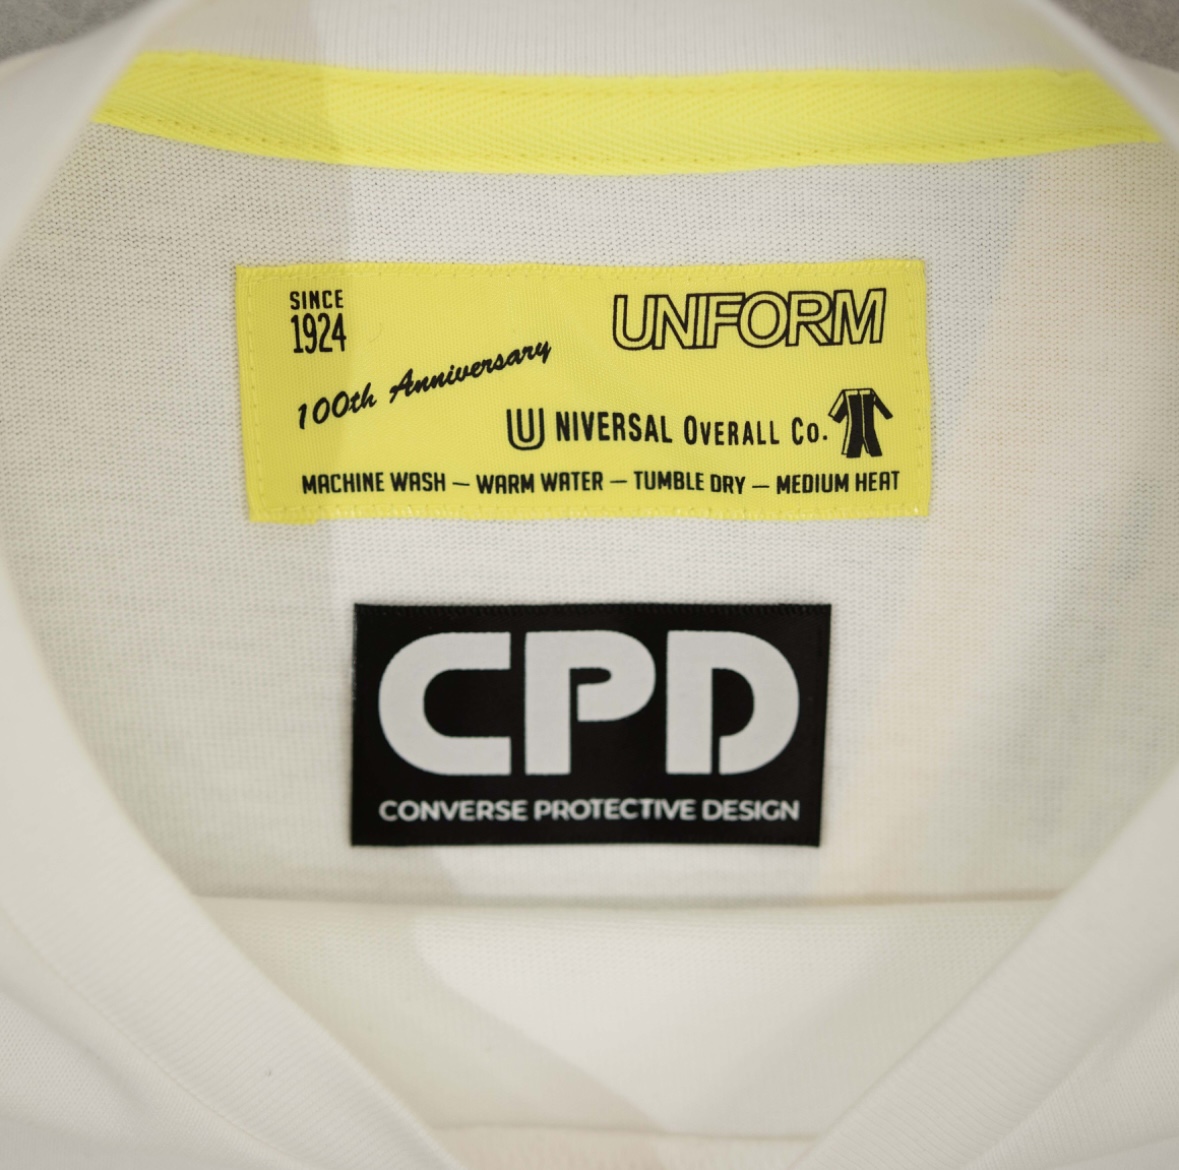 SINCE
1924
UNIFORM
100th Anniversary
UNIVERSAL OVERALL CO.
MACHINE WASH — WARM WATER — TUMBLE DRY — MEDIUM HEAT
CPD
CONVERSE PROTECTIVE DESIGN